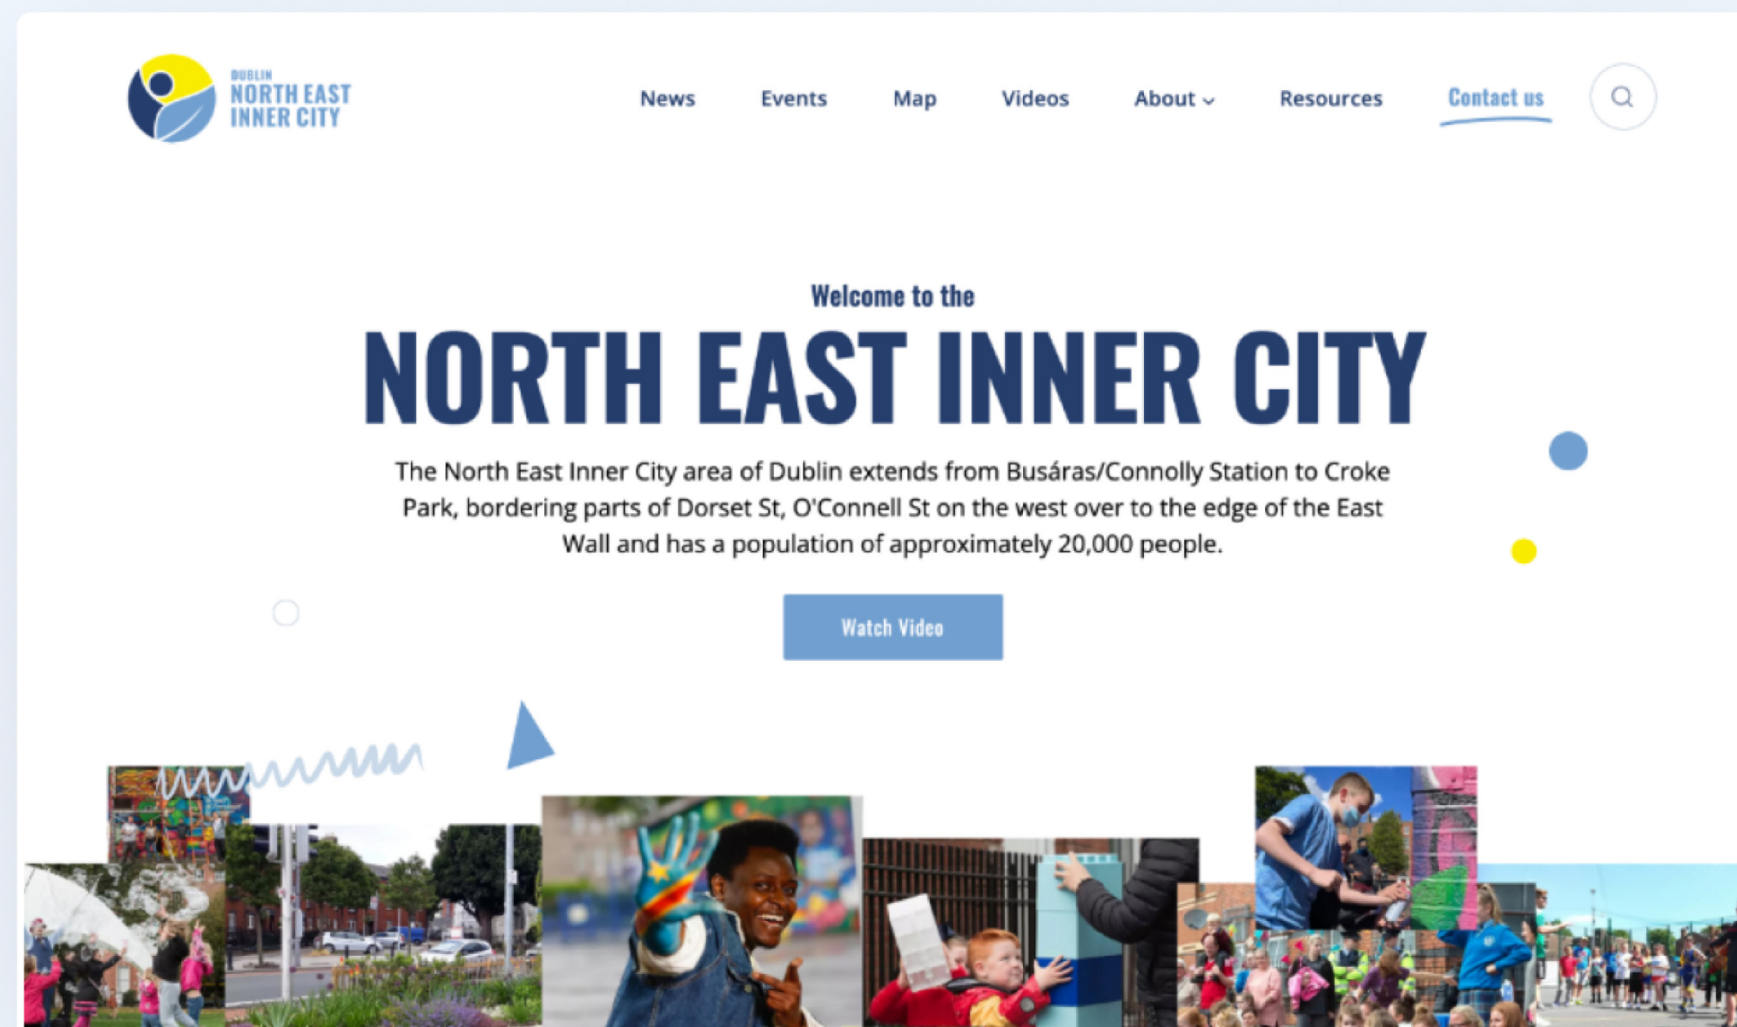 DUBLIN
NORTH EAST
INNER CITY
News
Events
Map
Videos
About
Resources
Contact us
Welcome to the
NORTH EAST INNER CITY
The North East Inner City area of Dublin extends from Busáras/Connolly Station to Croke
Park, bordering parts of Dorset St, O'Connell St on the west over to the edge of the East
Wall and has a population of approximately 20,000 people.
Watch Video